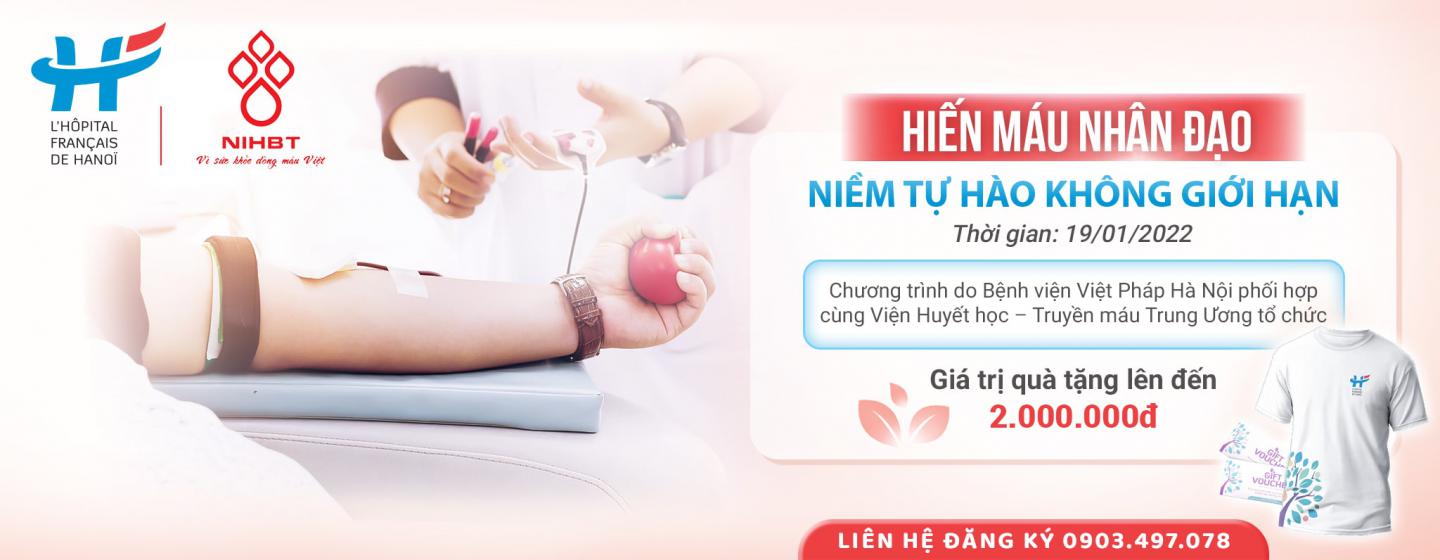 L'HÔPITAL
FRANÇAIS
DE HANOÏ
NIHBT
Vì sức khỏe dòng máu Việt
HIẾN MÁU NHÂN ĐẠO
NIỀM TỰ HÀO KHÔNG GIỚI HẠN
Thời gian: 19/01/2022
Chương trình do Bệnh viện Việt Pháp Hà Nội phối hợp
cùng Viện Huyết học – Truyền máu Trung Ương tổ chức
Giá trị quà tặng lên đến
2.000.000đ
GIFT
GIFT
LIÊN HỆ ĐĂNG KÝ 0903.497.078